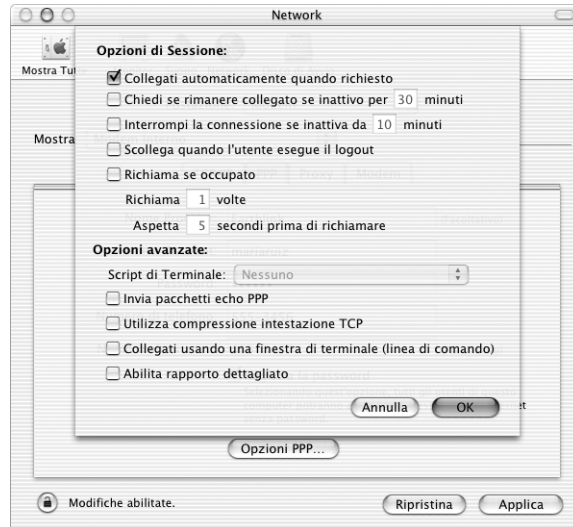 Network
Mostra Tutt
Opzioni di Sessione:
Collegati automaticamente quando richiesto
Chiedi se rimanere collegato se inattivo per 30 minuti
Interrompi la connessione se inattiva da 10 minuti
Mostra
Scollega quando l'utente esegue il logout
Richiama se occupato
PPP Proxy Modem
Richiama 1 volte
Aspetta 5 secondi prima di richiamare
Opzioni avanzate:
Script di Terminale: Nessuno
Invia pacchetti echo PPP
Utilizza compressione intestazione TCP
Collegati usando una finestra di terminale (linea di comando)
Abilita rapporto dettagliato
Annulla OK
Opzioni PPP...
Modifiche abilitate. Ripristina Applica